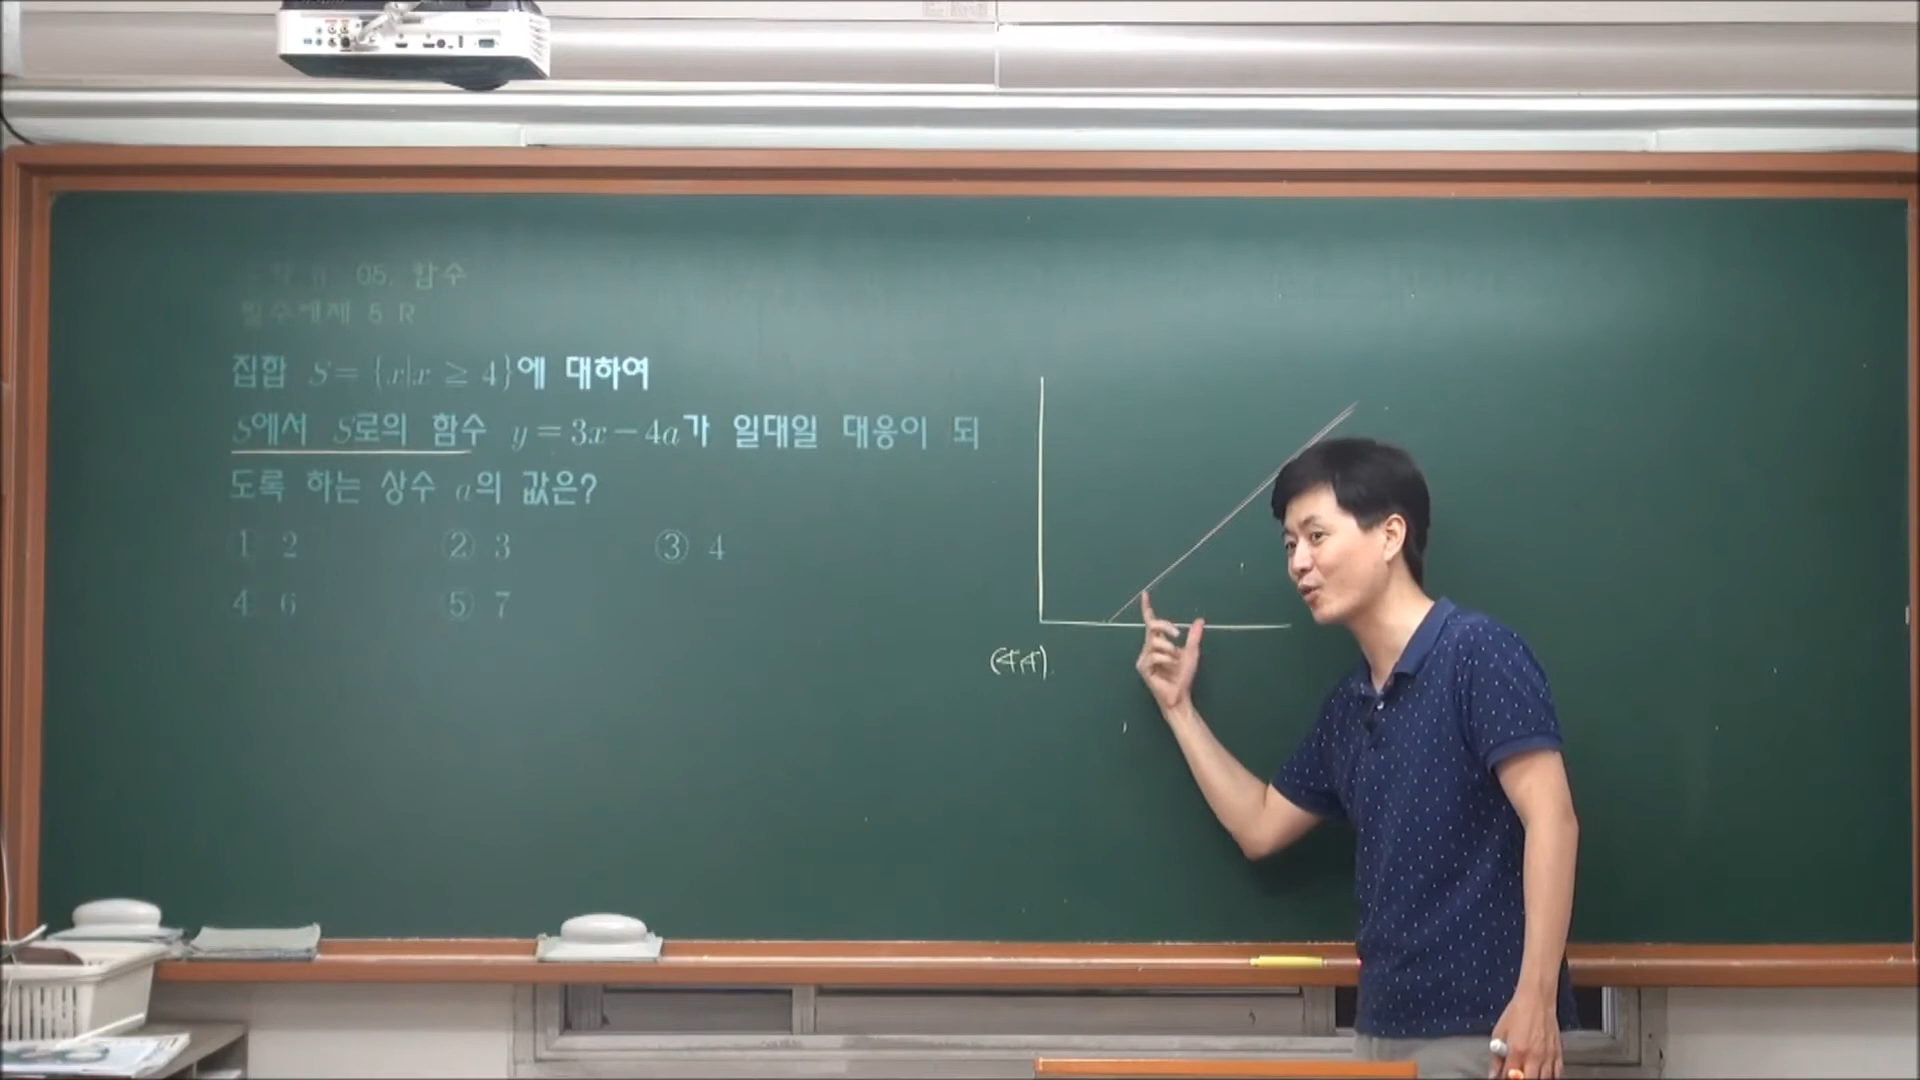 05. 함수
필수예제 5 R
집합 S = {x|x ≥ 4}에 대하여
S에서 S로의 함수 y = 3x − 4a가 일대일 대응이 되
도록 하는 상수 a의 값은?
1 2 ② 3 ③ 4
4 6 ⑤ 7
(4,4)